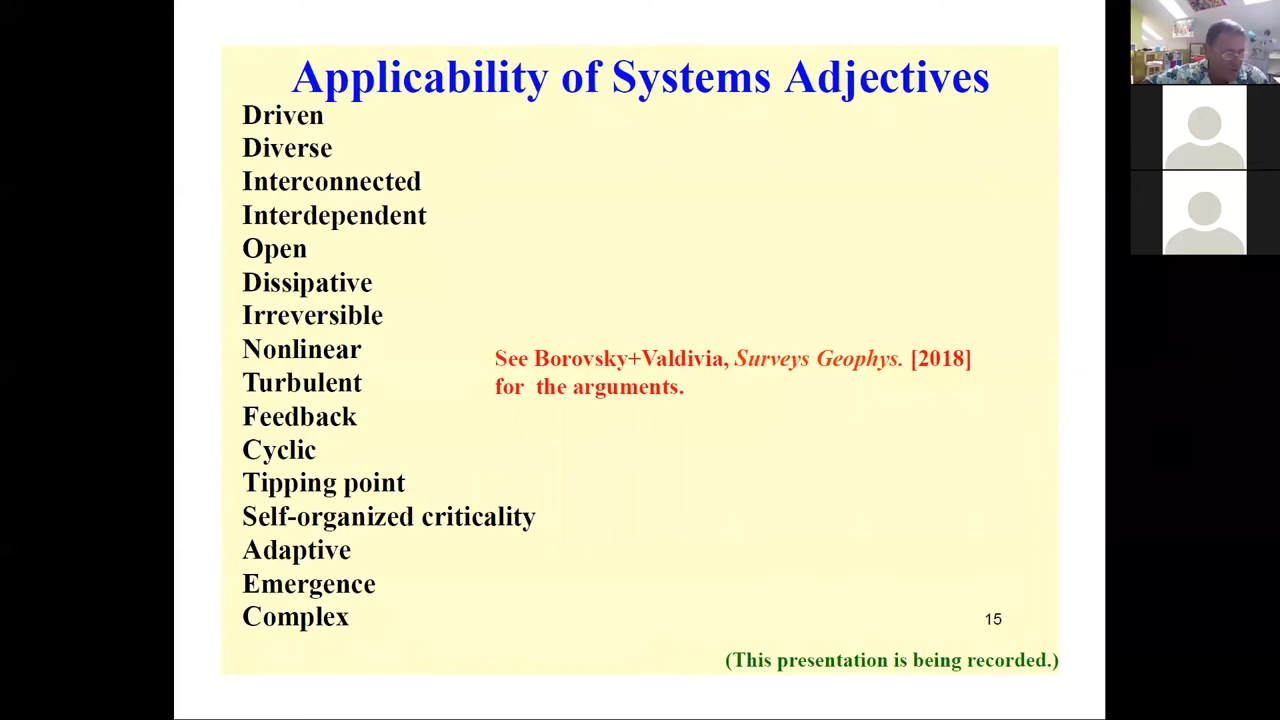 Applicability of Systems Adjectives
Driven
Diverse
Interconnected
Interdependent
Open
Dissipative
Irreversible
Nonlinear
Turbulent
Feedback
Cyclic
Tipping point
Self-organized criticality
Adaptive
Emergence
Complex
See Borovsky+Valdivia, Surveys Geophys. [2018]
for the arguments.
15
(This presentation is being recorded.)